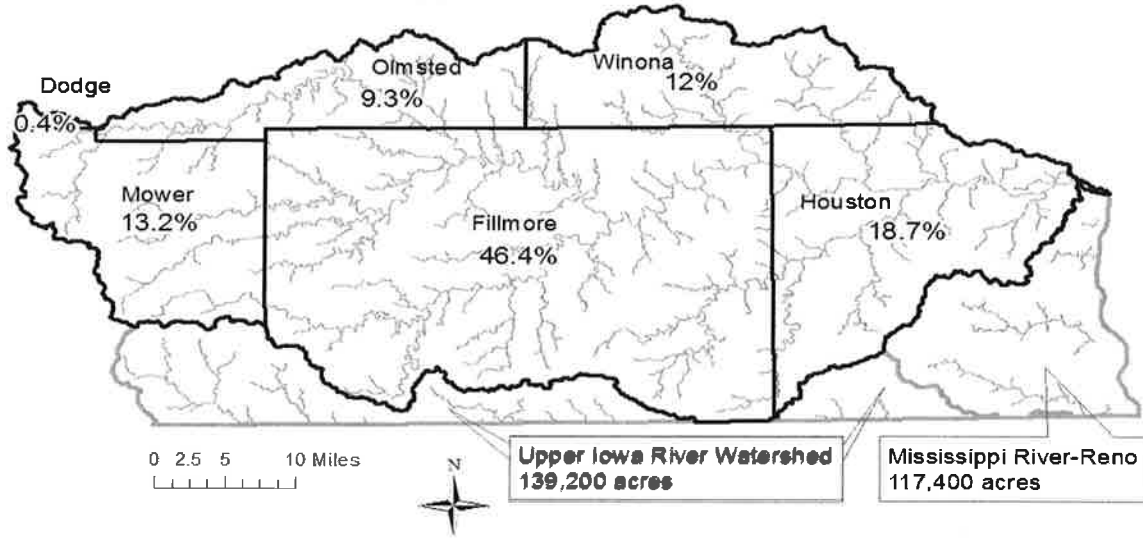 Dodge
0.4%
Olmsted
9.3%
Winona
12%
Mower
13.2%
Fillmore
46.4%
Houston
18.7%
0 2.5 5 10 Miles
N
Upper Iowa River Watershed
139,200 acres
Mississippi River-Reno
117,400 acres